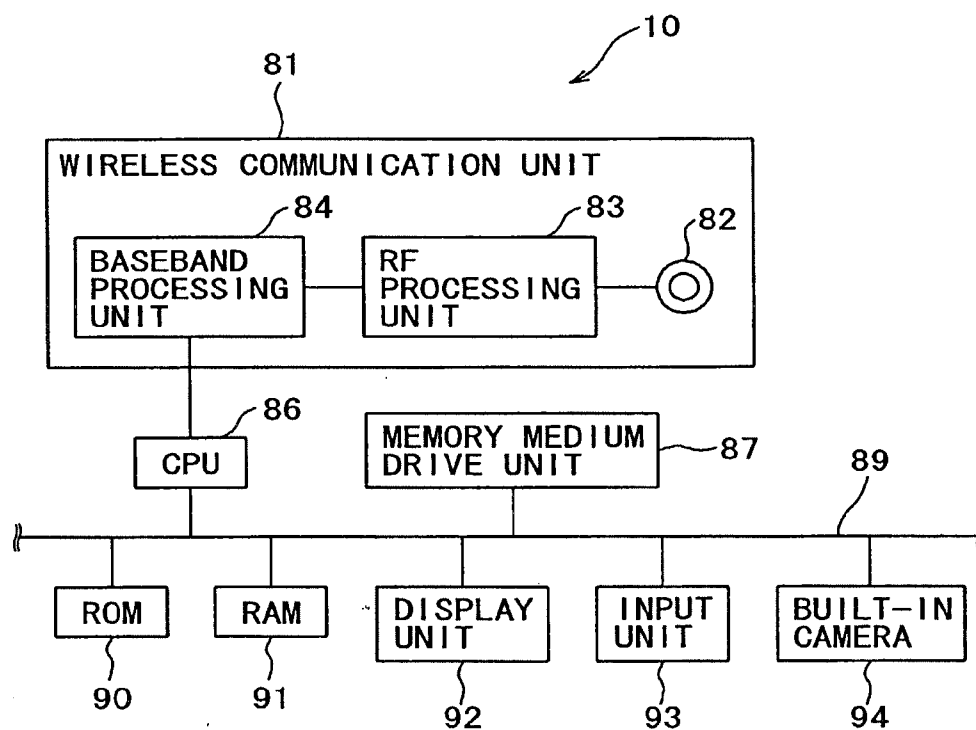 10
81
WIRELESS COMMUNICATION UNIT
84
83
82
BASEBAND
PROCESSING
UNIT
RF
PROCESSING
UNIT
86
CPU
MEMORY MEDIUM
DRIVE UNIT
87
89
ROM
RAM
DISPLAY
UNIT
INPUT
UNIT
BUILT-IN
CAMERA
90
91
92
93
94